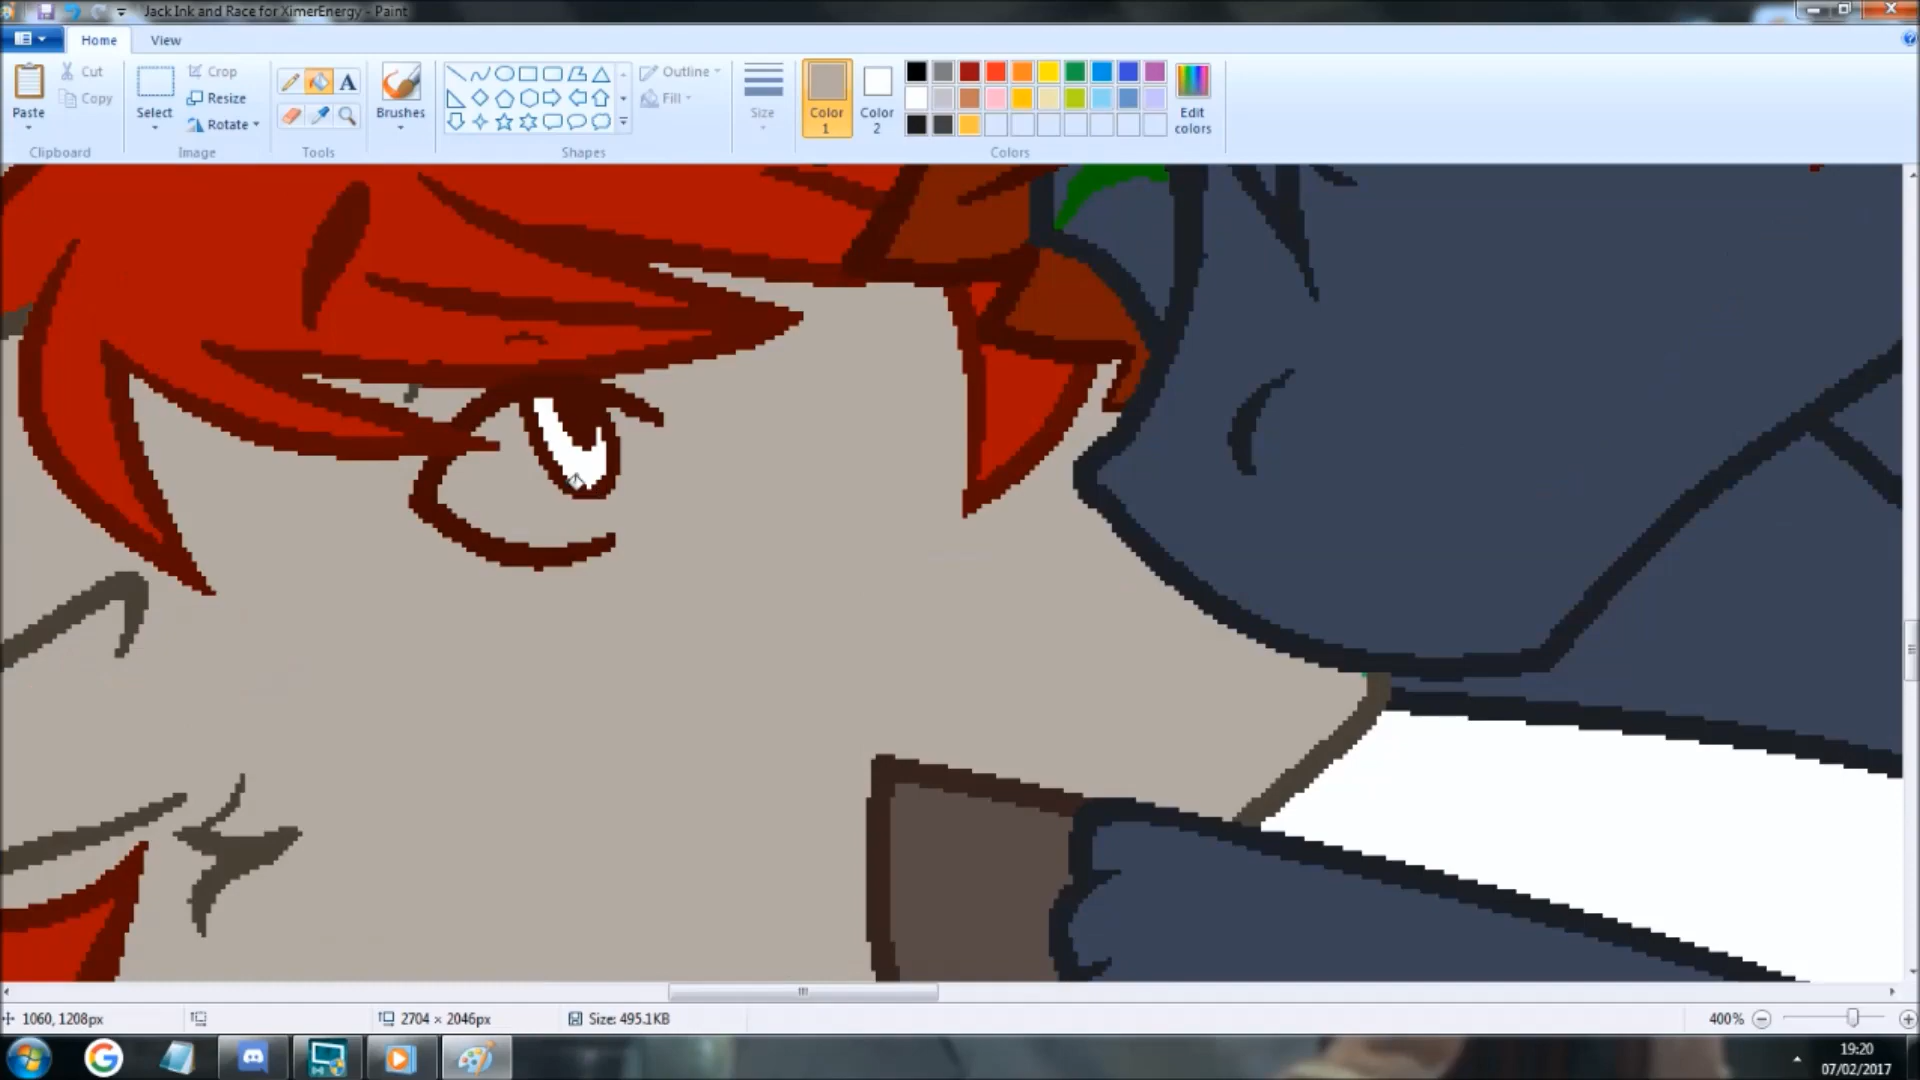 Jack Ink and Race for XimerEnergy - Paint
Home View
Paste
Cut
Copy
Clipboard
Select
Crop
Resize
Rotate
Image
A
Tools
Brushes
Outline
Fill
Shapes
Size
Color 1
Color 2
Edit colors
Colors
1060, 1208px
2704 × 2046px
Size: 495.1KB
400%
19:20
07/02/2017